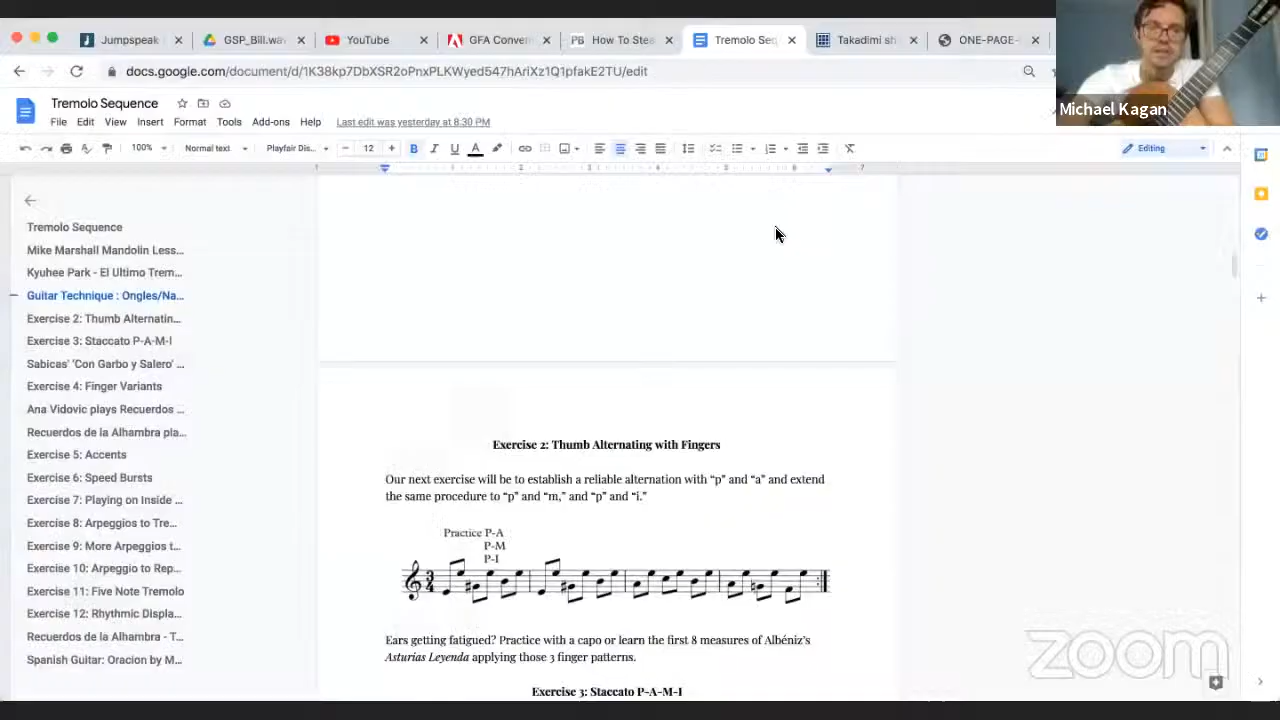 Jumpspeak
GSP_Bill.wav
YouTube
GFA Conven
How To Stea
Tremolo Seq
Takadimi sh
ONE-PAGE-
docs.google.com/document/d/1K38kp7DbXSR2oPnxPLKWyed547hAriXz1Q1pfakE2TU/edit
Michael Kagan
Tremolo Sequence
File Edit View Insert Format Tools Add-ons Help Last edit was yesterday at 8:30 PM
100% Normal text Playfair Dis... 12 B I U A Editing
Tremolo Sequence
Mike Marshall Mandolin Less...
Kyuhee Park - El Ultimo Trem...
Guitar Technique : Ongles/Na...
Exercise 2: Thumb Alternatin...
Exercise 3: Staccato P-A-M-I
Sabicas' 'Con Garbo y Salero' ...
Exercise 4: Finger Variants
Ana Vidovic plays Recuerdos ...
Recuerdos de la Alhambra pla...
Exercise 5: Accents
Exercise 6: Speed Bursts
Exercise 7: Playing on Inside ...
Exercise 8: Arpeggios to Tre...
Exercise 9: More Arpeggios t...
Exercise 10: Arpeggio to Rep...
Exercise 11: Five Note Tremolo
Exercise 12: Rhythmic Displa...
Recuerdos de la Alhambra - T...
Spanish Guitar: Oracion by M...
Exercise 2: Thumb Alternating with Fingers
Our next exercise will be to establish a reliable alternation with “p” and “a” and extend
the same procedure to “p” and “m,” and “p” and “i.”
Practice P-A
P-M
P-I
3
4
Ears getting fatigued? Practice with a capo or learn the first 8 measures of Albéniz’s
Asturias Leyenda applying those 3 finger patterns.
Exercise 3: Staccato P-A-M-I
zoom